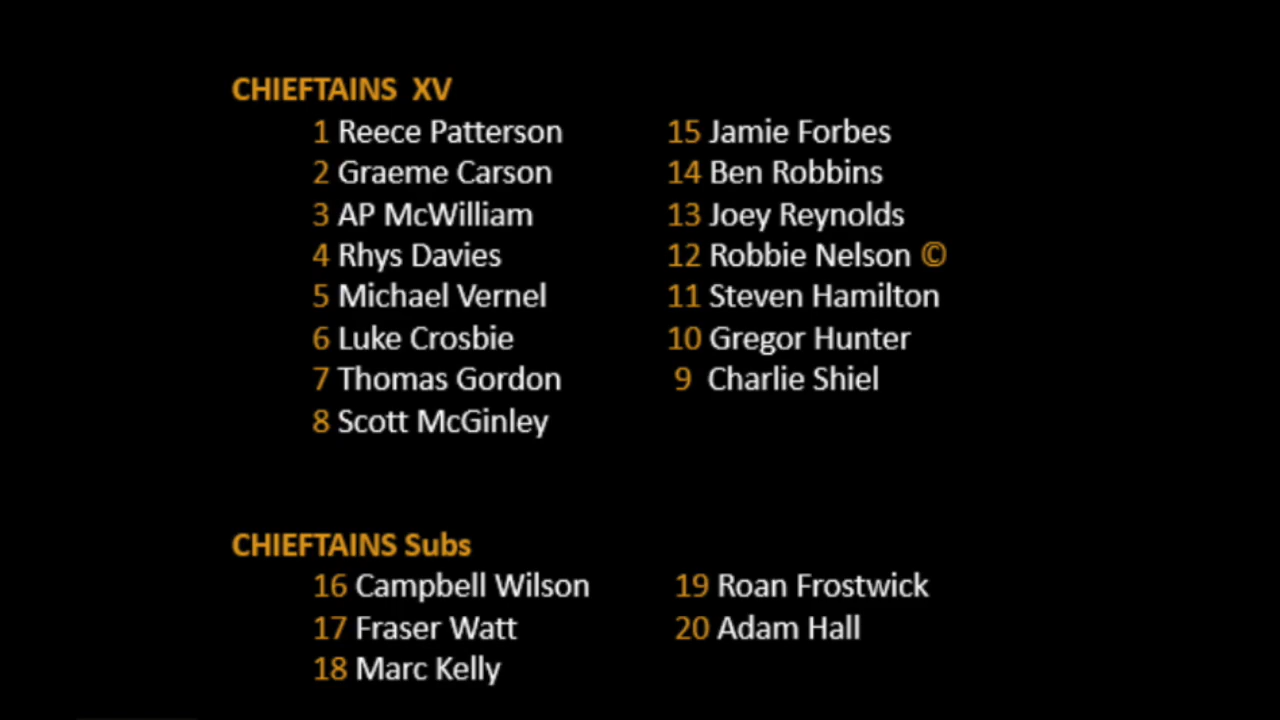 CHIEFTAINS XV
1 Reece Patterson
2 Graeme Carson
3 AP McWilliam
4 Rhys Davies
5 Michael Vernel
6 Luke Crosbie
7 Thomas Gordon
8 Scott McGinley
15 Jamie Forbes
14 Ben Robbins
13 Joey Reynolds
12 Robbie Nelson ©
11 Steven Hamilton
10 Gregor Hunter
9 Charlie Shiel
CHIEFTAINS Subs
16 Campbell Wilson
17 Fraser Watt
18 Marc Kelly
19 Roan Frostwick
20 Adam Hall